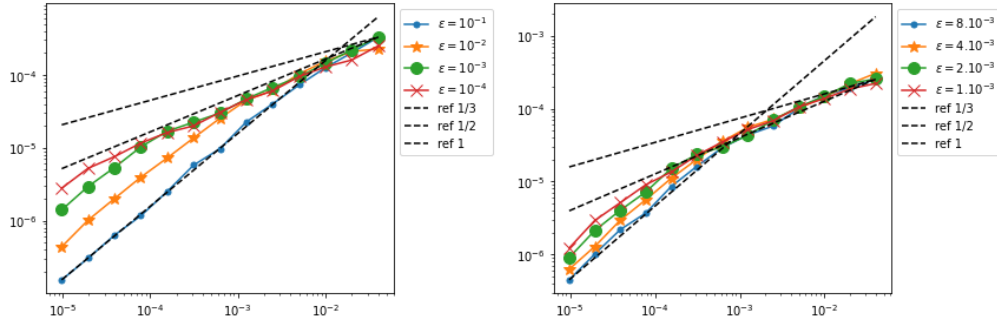 10⁻⁴
10⁻⁵
10⁻⁶
10⁻⁵
10⁻⁴
10⁻³
10⁻²
ε = 10⁻¹
ε = 10⁻²
ε = 10⁻³
ε = 10⁻⁴
ref 1/3
ref 1/2
ref 1
10⁻³
10⁻⁴
10⁻⁵
10⁻⁶
10⁻⁵
10⁻⁴
10⁻³
10⁻²
ε = 8.10⁻³
ε = 4.10⁻³
ε = 2.10⁻³
ε = 1.10⁻³
ref 1/3
ref 1/2
ref 1